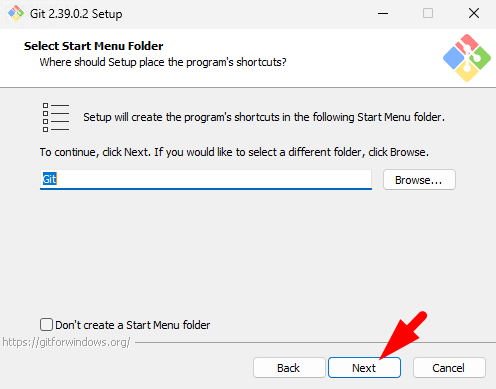 Git 2.39.0.2 Setup
Select Start Menu Folder
Where should Setup place the program's shortcuts?
Setup will create the program's shortcuts in the following Start Menu folder.
To continue, click Next. If you would like to select a different folder, click Browse.
Git
Browse...
Don't create a Start Menu folder
https://gitforwindows.org/
Back
Next
Cancel